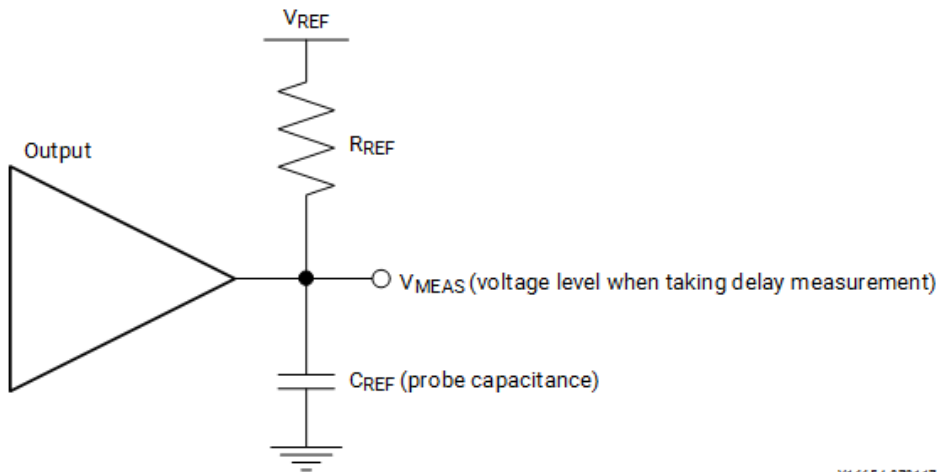 VREF
RREF
Output
VMEAS (voltage level when taking delay measurement)
CREF (probe capacitance)